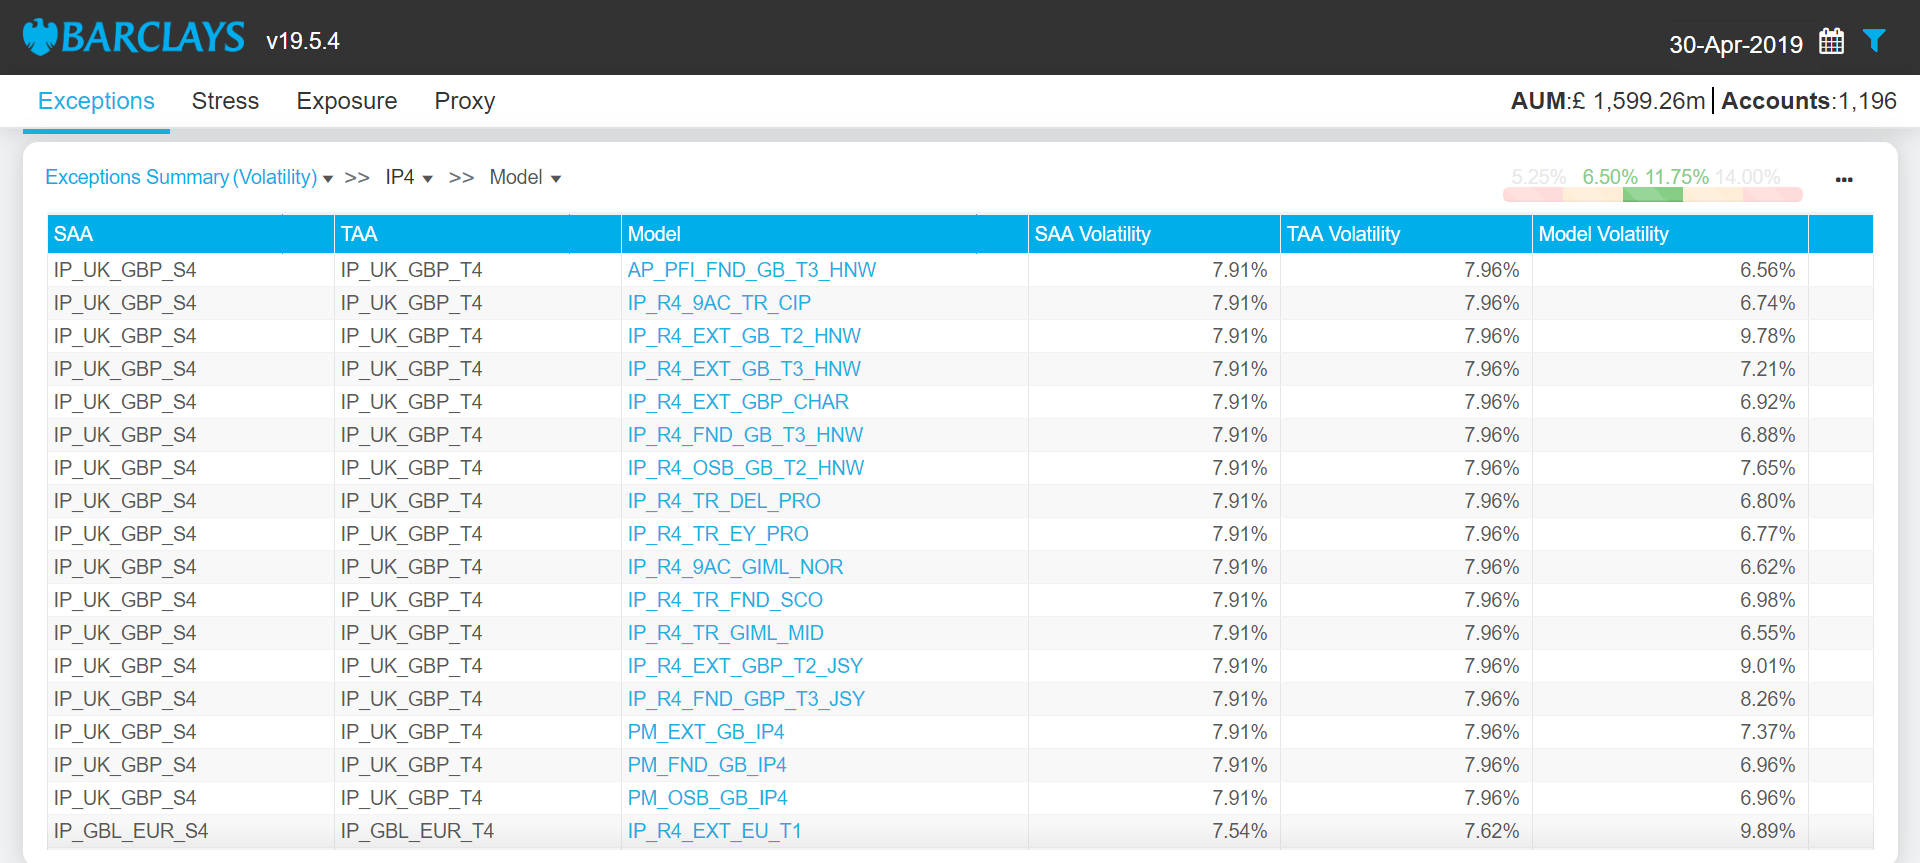 BARCLAYS v19.5.4 30-Apr-2019
Exceptions Stress Exposure Proxy AUM:£ 1,599.26m | Accounts:1,196
Exceptions Summary (Volatility) >> IP4 >> Model 5.25% 6.50% 11.75% 14.00% ...
SAA TAA Model SAA Volatility TAA Volatility Model Volatility
IP_UK_GBP_S4 IP_UK_GBP_T4 AP_PFI_FND_GB_T3_HNW 7.91% 7.96% 6.56%
IP_UK_GBP_S4 IP_UK_GBP_T4 IP_R4_9AC_TR_CIP 7.91% 7.96% 6.74%
IP_UK_GBP_S4 IP_UK_GBP_T4 IP_R4_EXT_GB_T2_HNW 7.91% 7.96% 9.78%
IP_UK_GBP_S4 IP_UK_GBP_T4 IP_R4_EXT_GB_T3_HNW 7.91% 7.96% 7.21%
IP_UK_GBP_S4 IP_UK_GBP_T4 IP_R4_EXT_GBP_CHAR 7.91% 7.96% 6.92%
IP_UK_GBP_S4 IP_UK_GBP_T4 IP_R4_FND_GB_T3_HNW 7.91% 7.96% 6.88%
IP_UK_GBP_S4 IP_UK_GBP_T4 IP_R4_OSB_GB_T2_HNW 7.91% 7.96% 7.65%
IP_UK_GBP_S4 IP_UK_GBP_T4 IP_R4_TR_DEL_PRO 7.91% 7.96% 6.80%
IP_UK_GBP_S4 IP_UK_GBP_T4 IP_R4_TR_EY_PRO 7.91% 7.96% 6.77%
IP_UK_GBP_S4 IP_UK_GBP_T4 IP_R4_9AC_GIML_NOR 7.91% 7.96% 6.62%
IP_UK_GBP_S4 IP_UK_GBP_T4 IP_R4_TR_FND_SCO 7.91% 7.96% 6.98%
IP_UK_GBP_S4 IP_UK_GBP_T4 IP_R4_TR_GIML_MID 7.91% 7.96% 6.55%
IP_UK_GBP_S4 IP_UK_GBP_T4 IP_R4_EXT_GBP_T2_JSY 7.91% 7.96% 9.01%
IP_UK_GBP_S4 IP_UK_GBP_T4 IP_R4_FND_GBP_T3_JSY 7.91% 7.96% 8.26%
IP_UK_GBP_S4 IP_UK_GBP_T4 PM_EXT_GB_IP4 7.91% 7.96% 7.37%
IP_UK_GBP_S4 IP_UK_GBP_T4 PM_FND_GB_IP4 7.91% 7.96% 6.96%
IP_UK_GBP_S4 IP_UK_GBP_T4 PM_OSB_GB_IP4 7.91% 7.96% 6.96%
IP_GBL_EUR_S4 IP_GBL_EUR_T4 IP_R4_EXT_EU_T1 7.54% 7.62% 9.89%